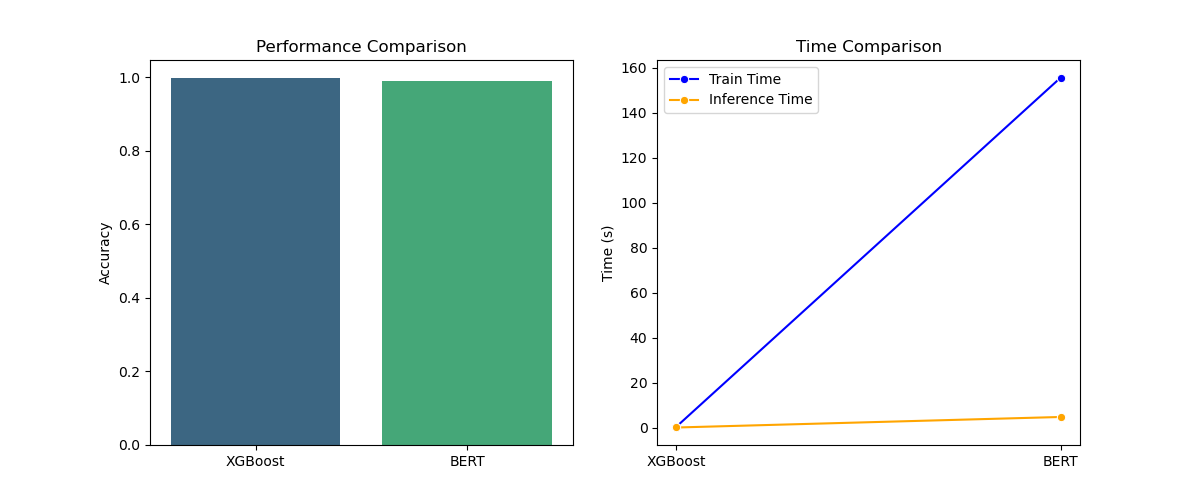 Performance Comparison
Accuracy
1.0
0.8
0.6
0.4
0.2
0.0
XGBoost
BERT
Time Comparison
Train Time
Inference Time
Time (s)
160
140
120
100
80
60
40
20
0
XGBoost
BERT